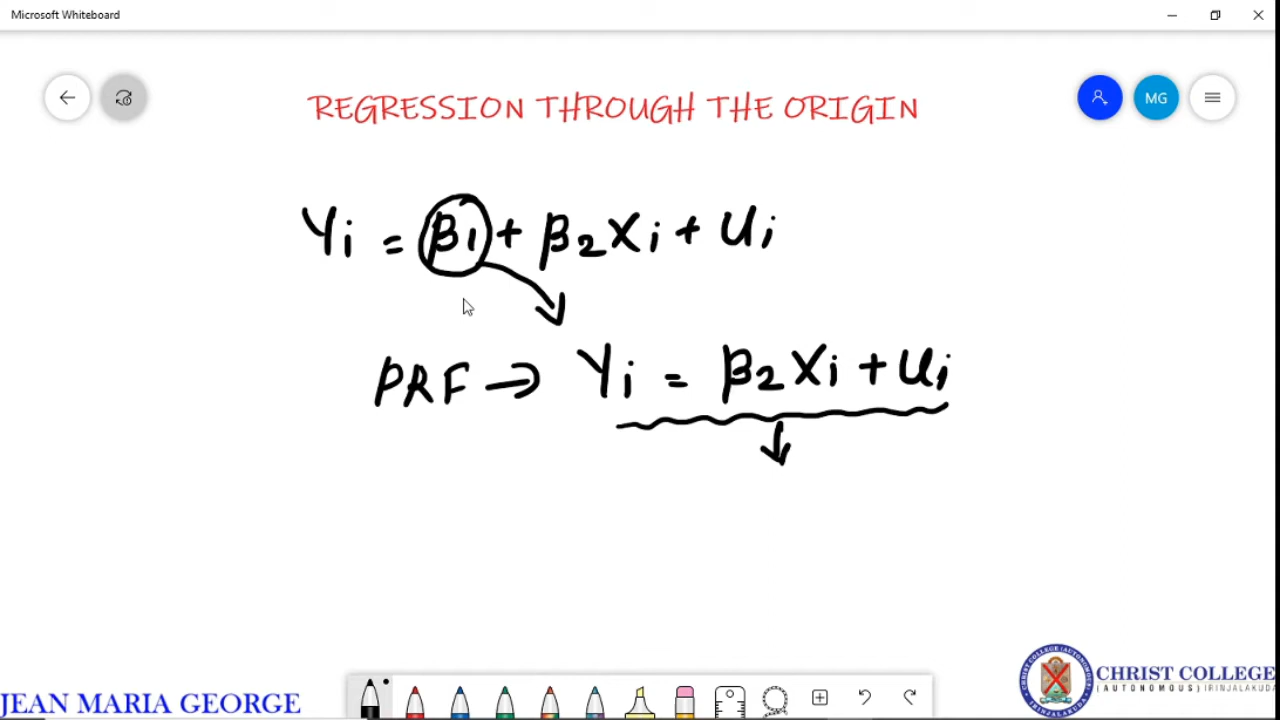 Microsoft Whiteboard
REGRESSION THROUGH THE ORIGIN
MG
Yi = β1 + β2Xi + Ui
PRF → Yi = β2Xi + Ui
JEAN MARIA GEORGE
CHRIST COLLEGE
(AUTONOMOUS) IRINJALAKUDA